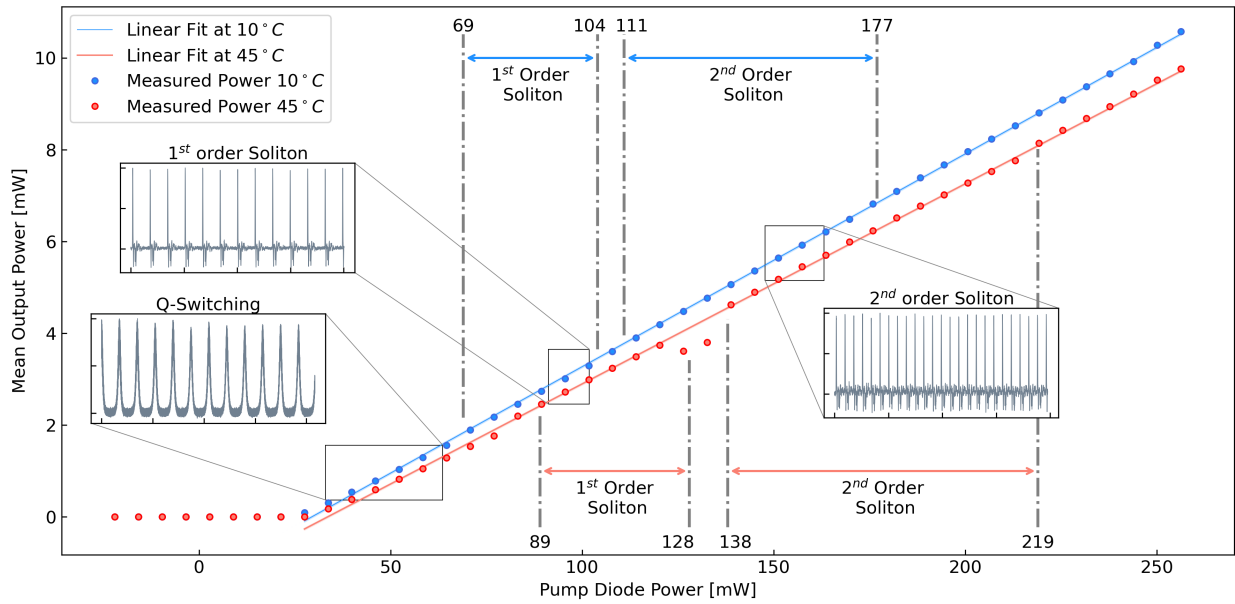 Linear Fit at 10°C
Linear Fit at 45°C
Measured Power 10°C
Measured Power 45°C
69
104
111
177
1st Order
Soliton
2nd Order
Soliton
1st order Soliton
Q-Switching
2nd order Soliton
1st Order
Soliton
2nd Order
Soliton
89
128
138
219
10
8
6
4
2
0
Mean Output Power [mW]
0
50
100
150
200
250
Pump Diode Power [mW]